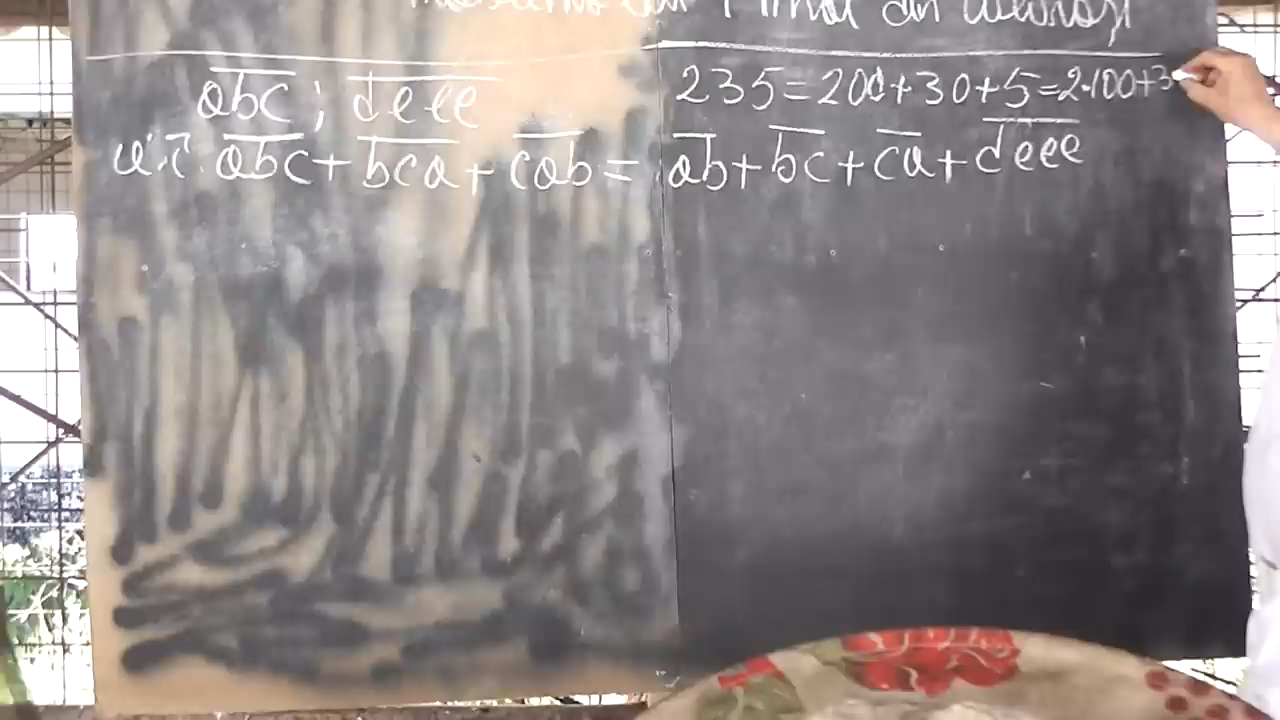 235=200+30+5=2·100+3
abc ; deee
a.î. abc+bca+cab= ab+bc+ca+deee